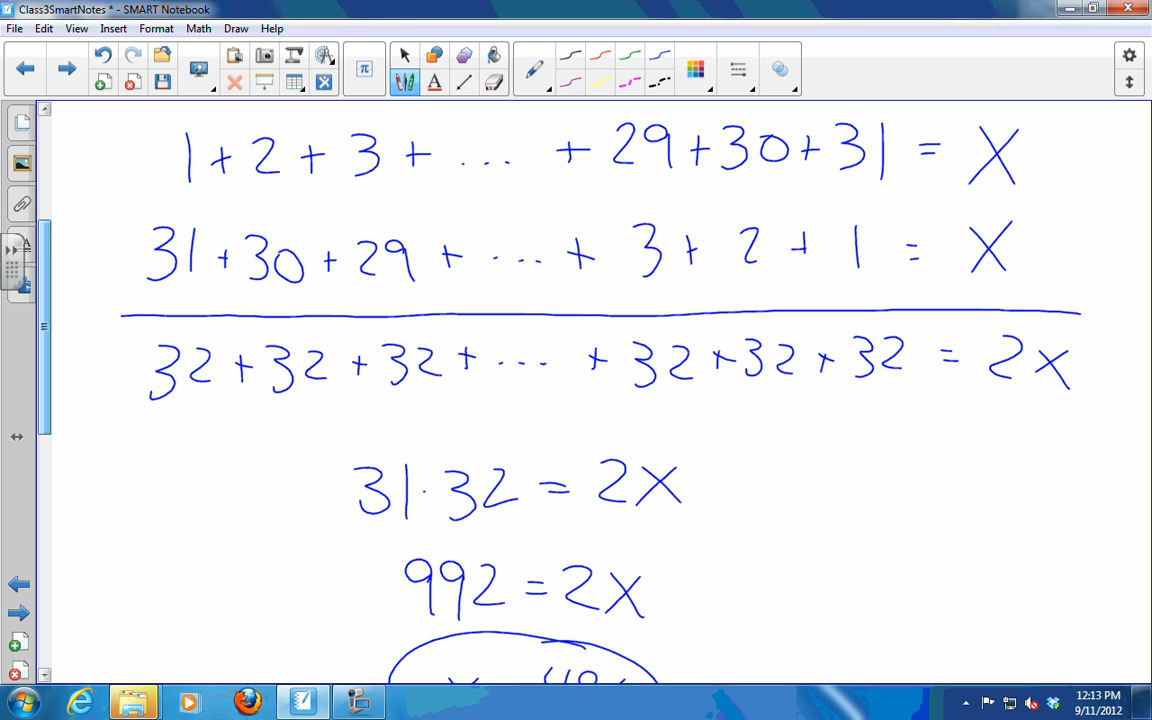 Class3SmartNotes * - SMART Notebook
File Edit View Insert Format Math Draw Help
1+2+3+ ... +29+30+31 = X
31+30+29+ ... + 3+2+1 = X
32+32+32+ ... +32+32+32 = 2x
31·32 = 2X
992 = 2X
12:13 PM
9/11/2012